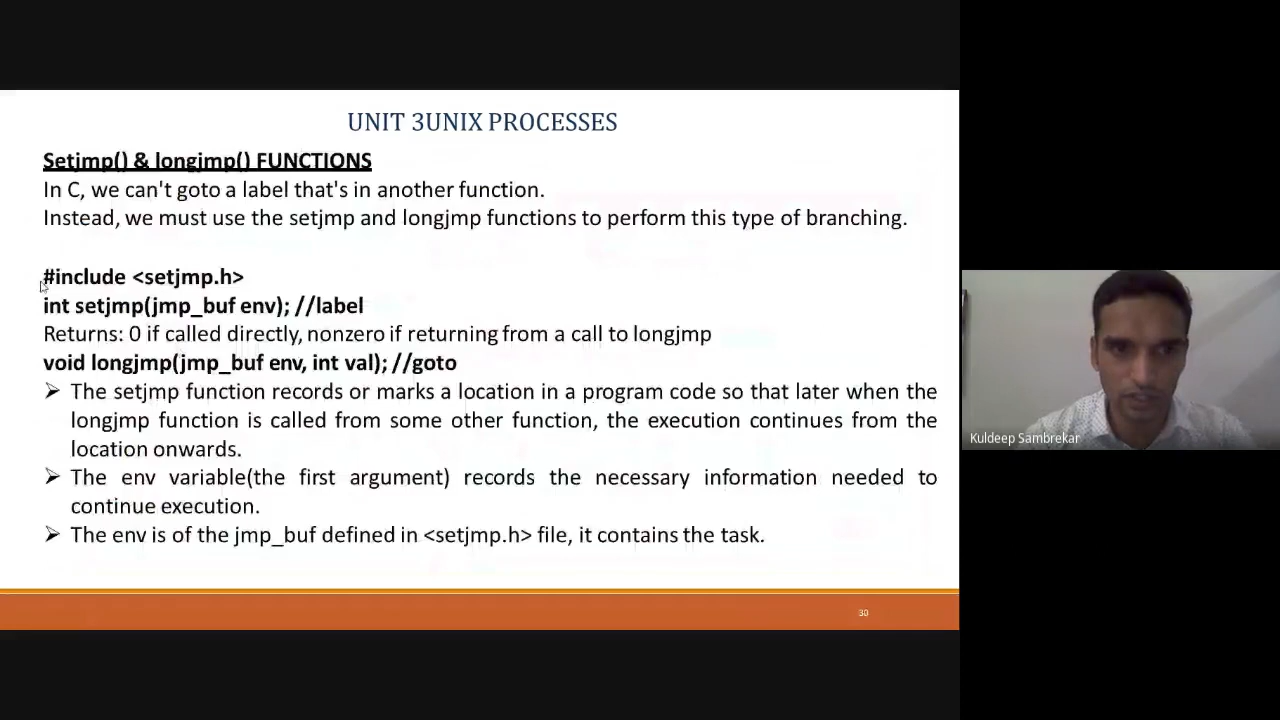 UNIT 3UNIX PROCESSES
Setjmp() & longjmp() FUNCTIONS
In C, we can't goto a label that's in another function.
Instead, we must use the setjmp and longjmp functions to perform this type of branching.
#include <setjmp.h>
int setjmp(jmp_buf env); //label
Returns: 0 if called directly, nonzero if returning from a call to longjmp
void longjmp(jmp_buf env, int val); //goto
➢ The setjmp function records or marks a location in a program code so that later when the
longjmp function is called from some other function, the execution continues from the
location onwards.
➢ The env variable(the first argument) records the necessary information needed to
continue execution.
➢ The env is of the jmp_buf defined in <setjmp.h> file, it contains the task.
30
Kuldeep Sambrekar